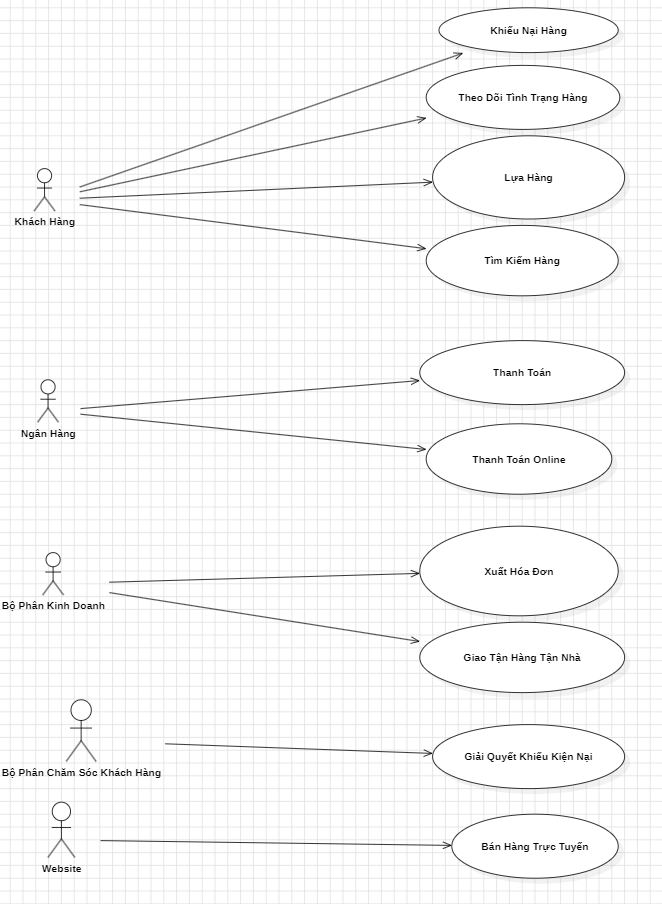 Khiếu Nại Hàng
Theo Dõi Tình Trạng Hàng
Lựa Hàng
Khách Hàng
Tìm Kiếm Hàng
Thanh Toán
Ngân Hàng
Thanh Toán Online
Xuất Hóa Đơn
Bộ Phân Kinh Doanh
Giao Tận Hàng Tận Nhà
Giải Quyết Khiếu Kiện Nại
Bộ Phân Chăm Sóc Khách Hàng
Bán Hàng Trực Tuyến
Website